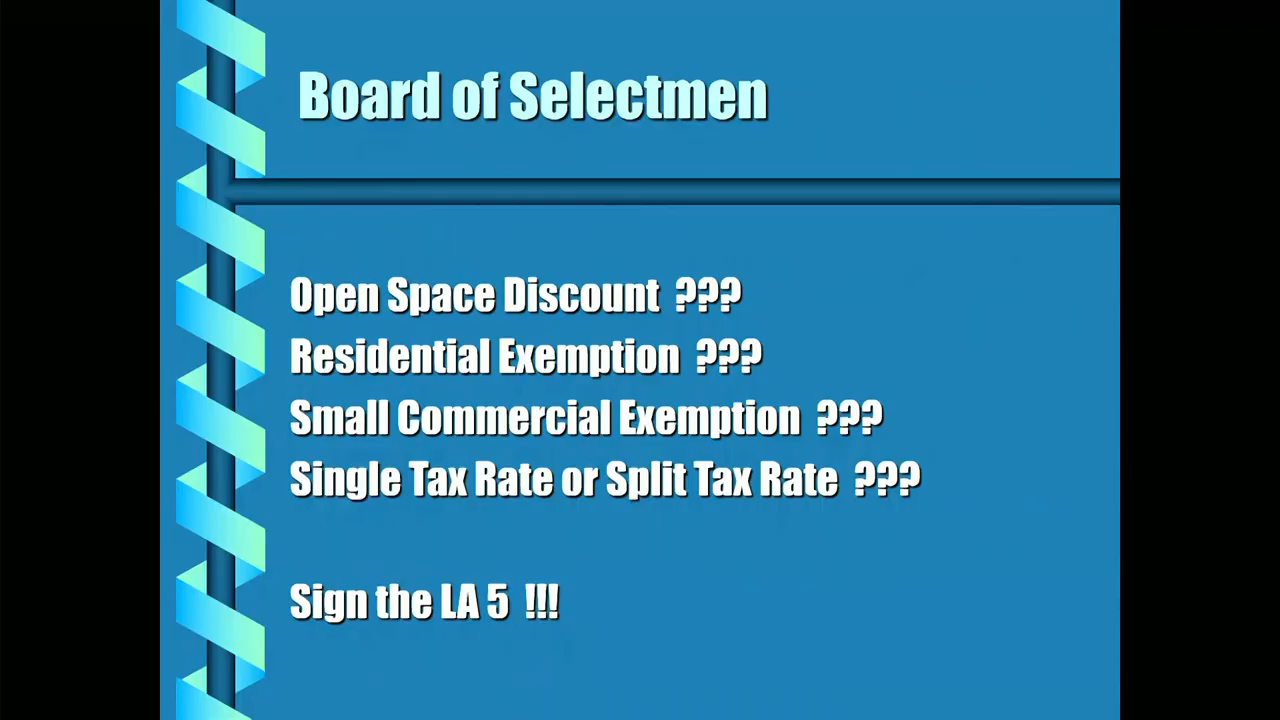 Board of Selectmen
Open Space Discount ???
Residential Exemption ???
Small Commercial Exemption ???
Single Tax Rate or Split Tax Rate ???
Sign the LA 5 !!!